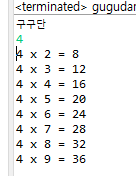 <terminated> gugudan
구구단
4
4 x 2 = 8
4 x 3 = 12
4 x 4 = 16
4 x 5 = 20
4 x 6 = 24
4 x 7 = 28
4 x 8 = 32
4 x 9 = 36